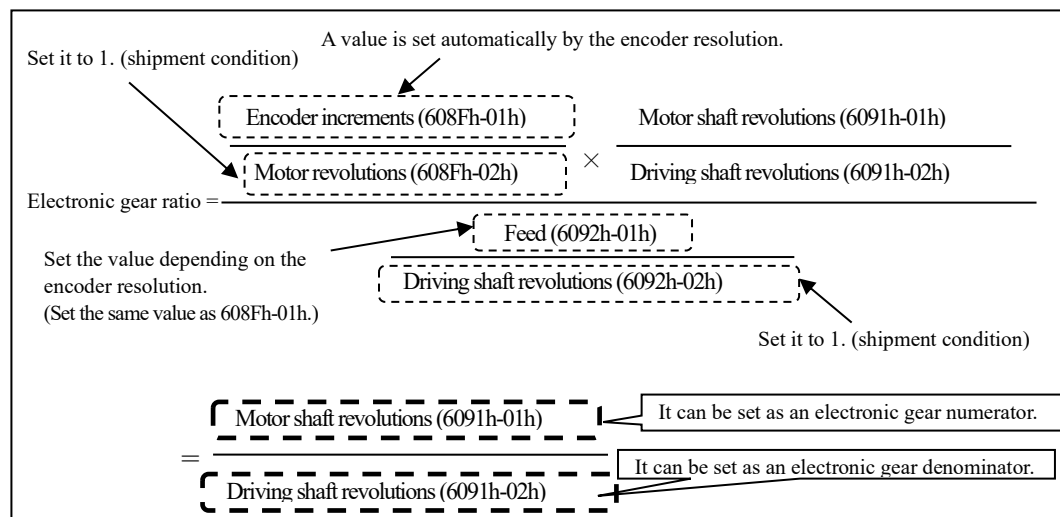 A value is set automatically by the encoder resolution.
Set it to 1. (shipment condition)
Encoder increments (608Fh-01h)
Motor shaft revolutions (6091h-01h)
×
Motor revolutions (608Fh-02h)
Driving shaft revolutions (6091h-02h)
Electronic gear ratio =
Feed (6092h-01h)
Set the value depending on the
encoder resolution.
(Set the same value as 608Fh-01h.)
Driving shaft revolutions (6092h-02h)
Set it to 1. (shipment condition)
Motor shaft revolutions (6091h-01h)
It can be set as an electronic gear numerator.
=
Driving shaft revolutions (6091h-02h)
It can be set as an electronic gear denominator.